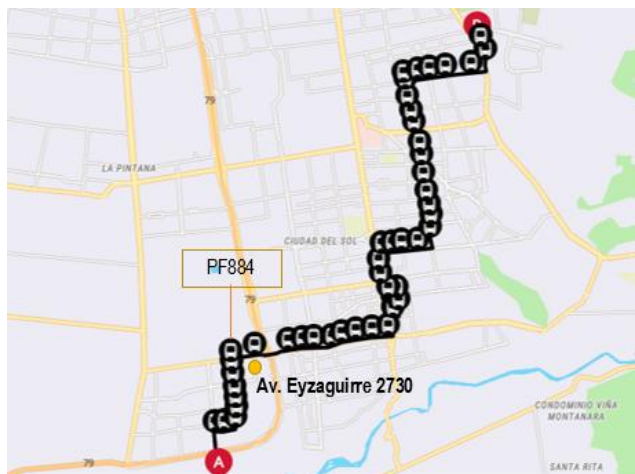 79
LA PINTANA
CIUDAD DEL SOL
PF884
79
Av. Eyzaguirre 2730
CONDOMINIO VIÑA
MONTANARA
A
79
SANTA RITA